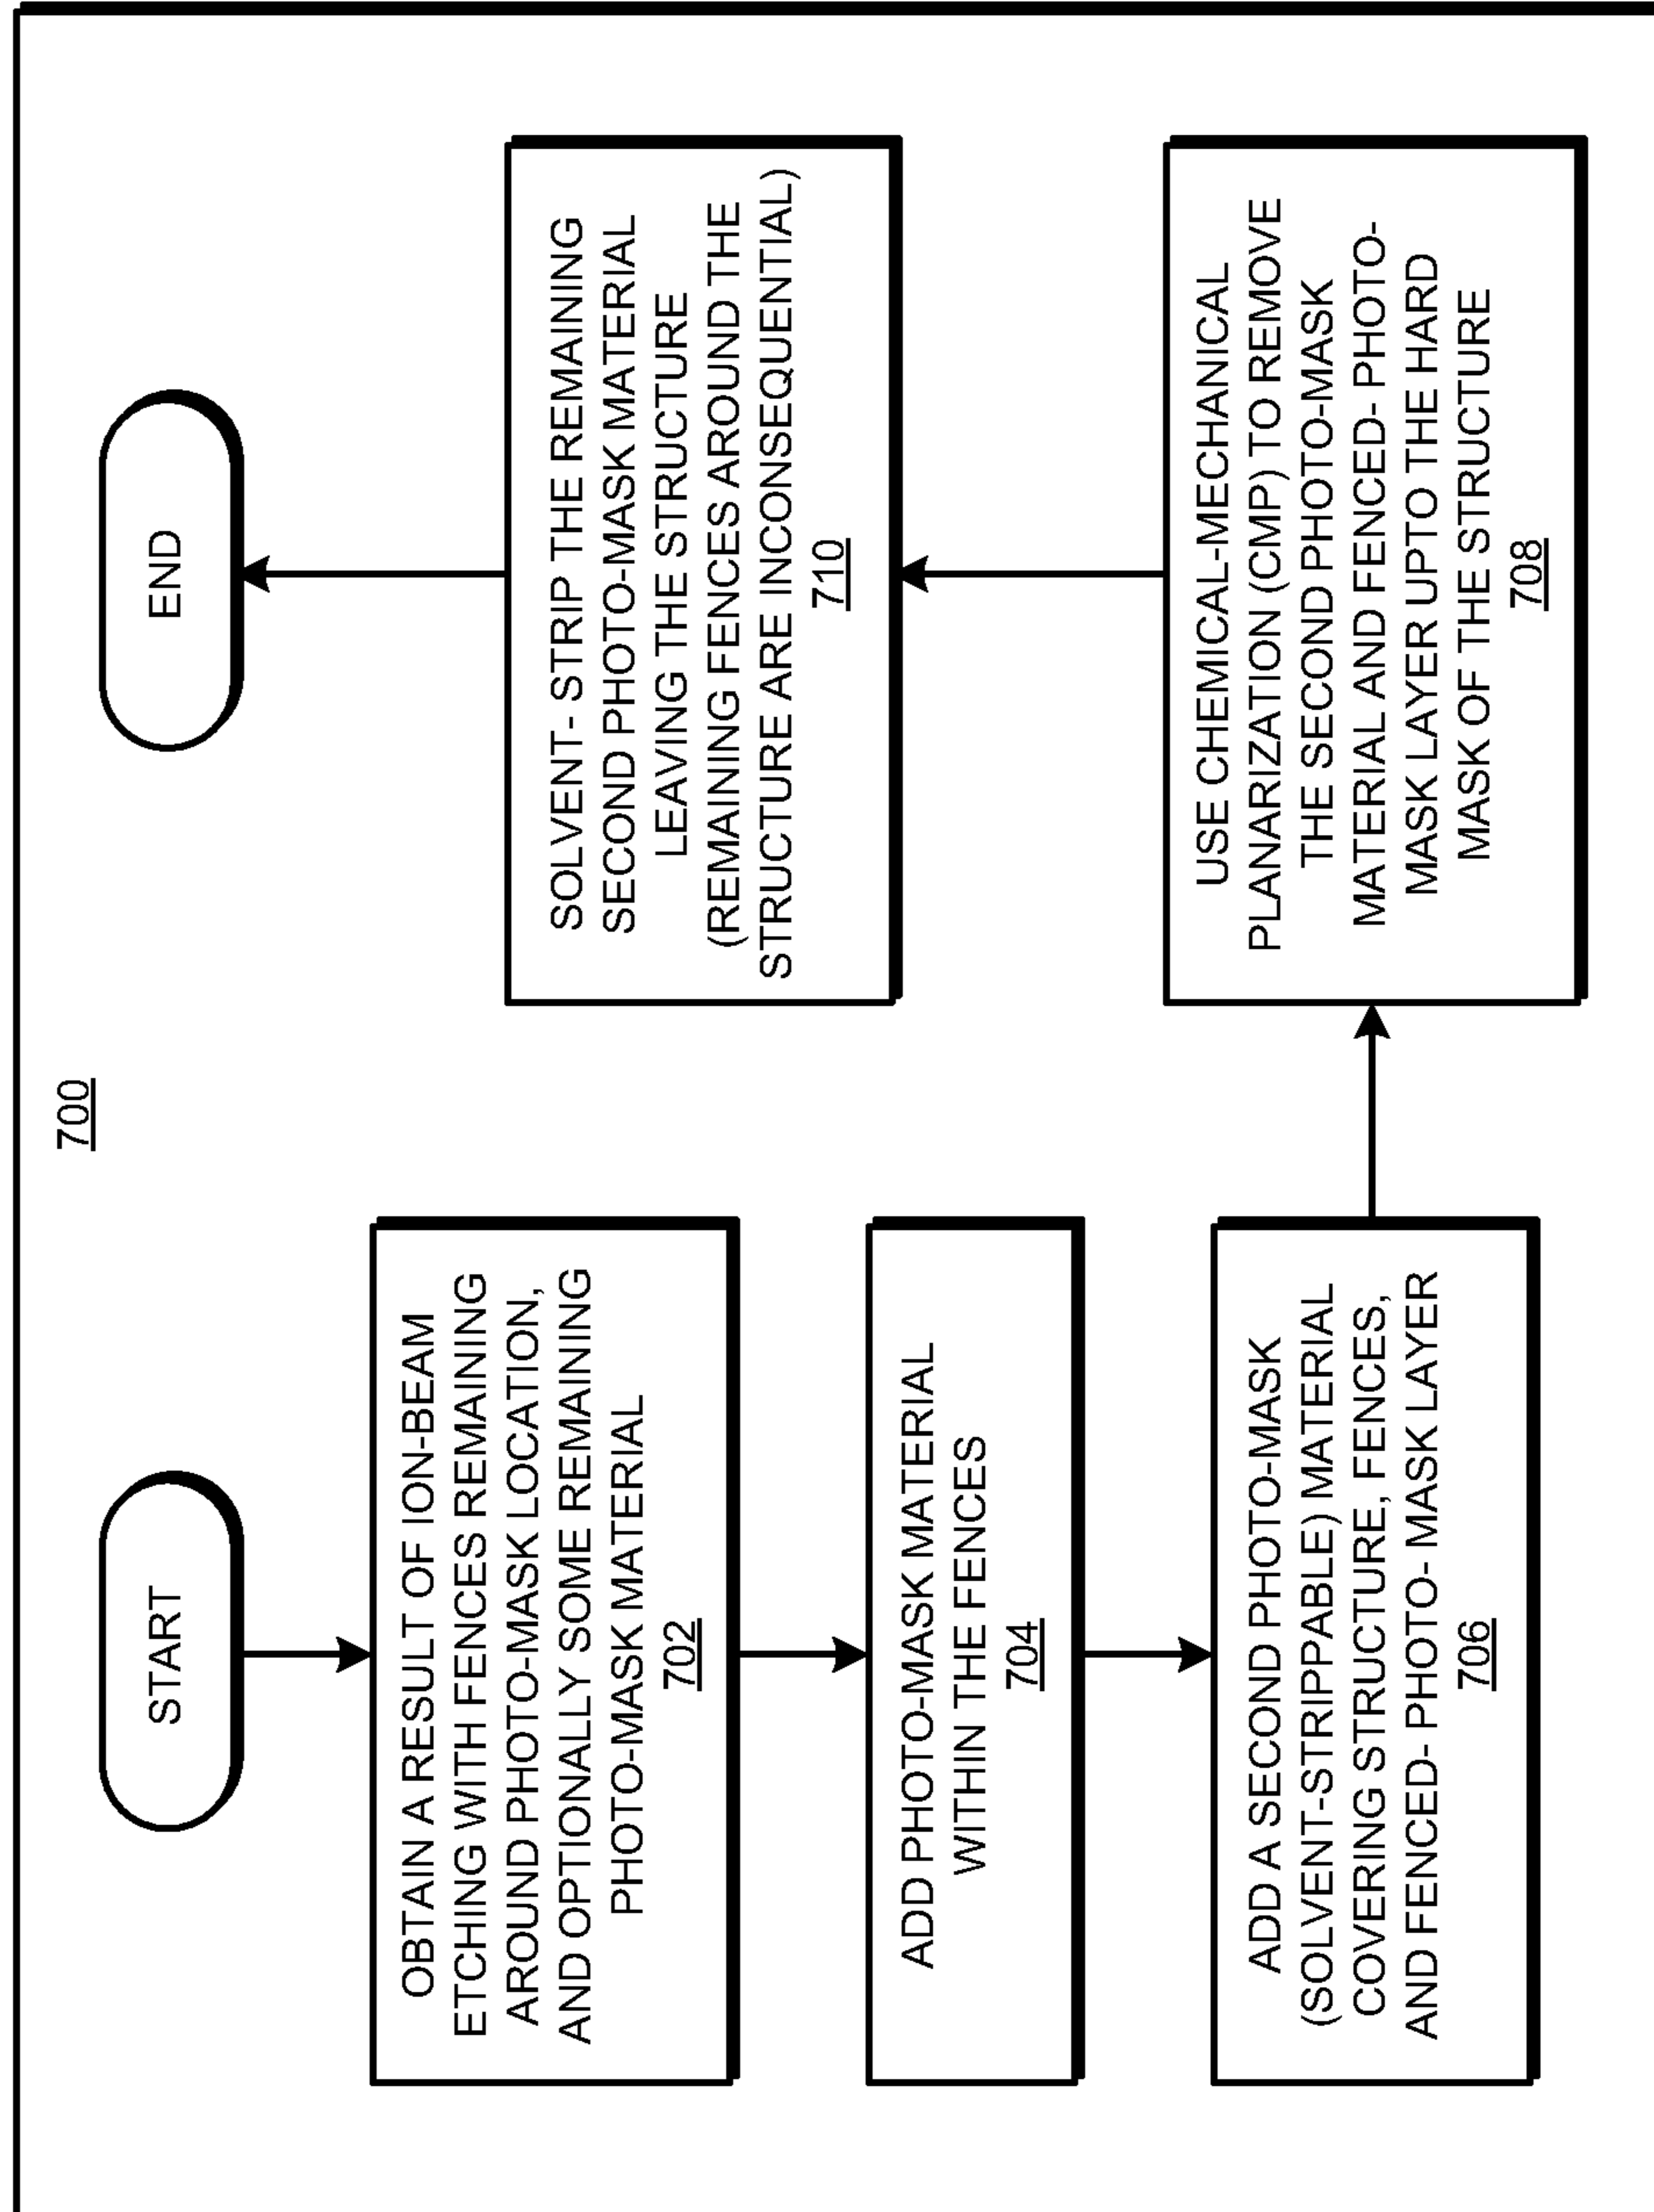 700
START
OBTAIN A RESULT OF ION-BEAM
ETCHING WITH FENCES REMAINING
AROUND PHOTO-MASK LOCATION,
AND OPTIONALLY SOME REMAINING
PHOTO-MASK MATERIAL
702
ADD PHOTO-MASK MATERIAL
WITHIN THE FENCES
704
ADD A SECOND PHOTO-MASK
(SOLVENT-STRIPPABLE) MATERIAL
COVERING STRUCTURE, FENCES,
AND FENCED- PHOTO- MASK LAYER
706
USE CHEMICAL-MECHANICAL
PLANARIZATION (CMP) TO REMOVE
THE SECOND PHOTO-MASK
MATERIAL AND FENCED- PHOTO-
MASK LAYER UPTO THE HARD
MASK OF THE STRUCTURE
708
SOLVENT- STRIP THE REMAINING
SECOND PHOTO-MASK MATERIAL
LEAVING THE STRUCTURE
(REMAINING FENCES AROUND THE
STRUCTURE ARE INCONSEQUENTIAL)
710
END